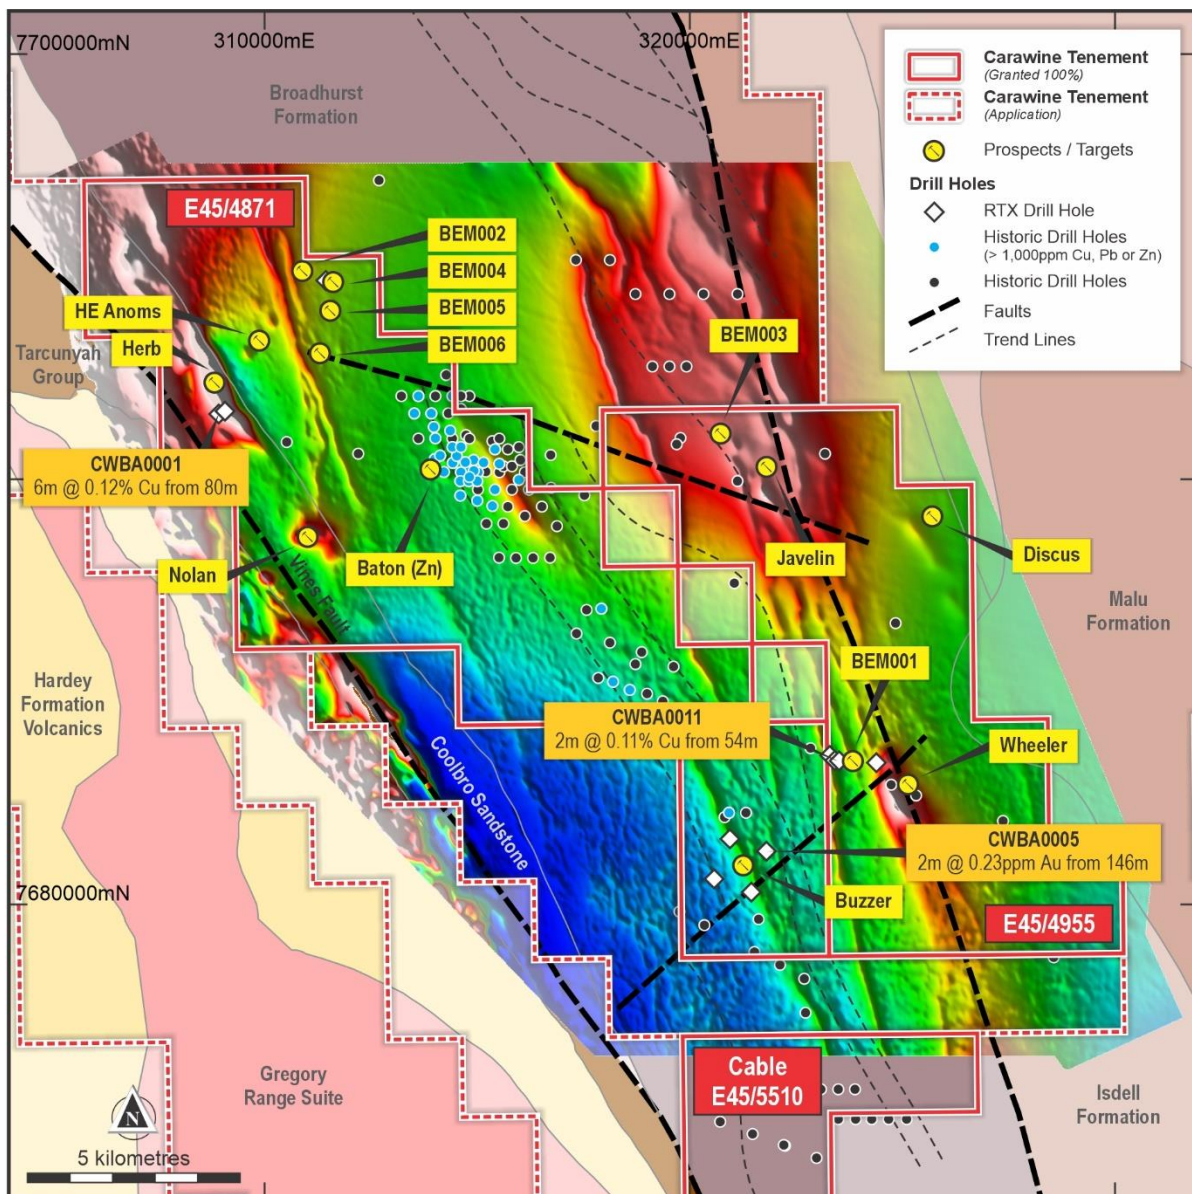 7700000mN
310000mE
320000mE
Broadhurst
Formation
Carawine Tenement
(Granted 100%)
Carawine Tenement
(Application)
Prospects / Targets
Drill Holes
RTX Drill Hole
Historic Drill Holes
(> 1,000ppm Cu, Pb or Zn)
Historic Drill Holes
Faults
Trend Lines
E45/4871
BEM002
BEM004
BEM005
BEM006
HE Anoms
Herb
Tarcunyah
Group
BEM003
CWBA0001
6m @ 0.12% Cu from 80m
Nolan
Vines Fault
Baton (Zn)
Javelin
Discus
Malu
Formation
Hardey
Formation
Volcanics
BEM001
CWBA0011
2m @ 0.11% Cu from 54m
Wheeler
Coolbro Sandstone
CWBA0005
2m @ 0.23ppm Au from 146m
7680000mN
Buzzer
E45/4955
Cable
E45/5510
Gregory
Range Suite
Isdell
Formation
N
5 kilometres